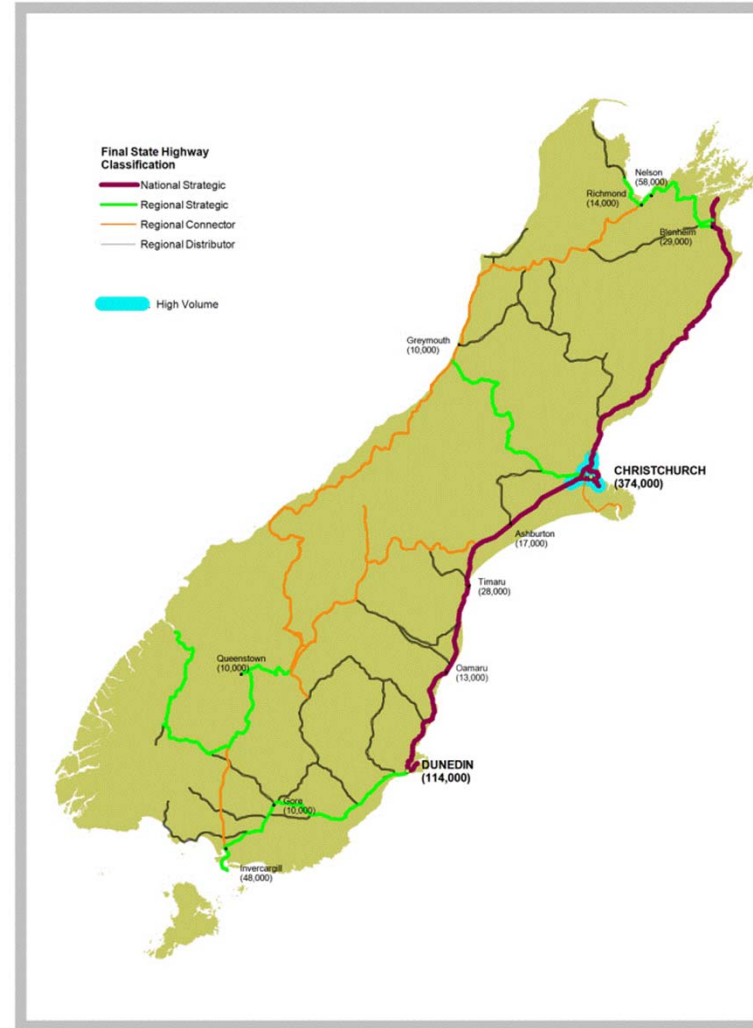 Final State Highway
Classification
National Strategic
Regional Strategic
Regional Connector
Regional Distributor
High Volume
Nelson
(58,000)
Richmond
(14,000)
Blenheim
(29,000)
Greymouth
(10,000)
CHRISTCHURCH
(374,000)
Ashburton
(17,000)
Timaru
(28,000)
Queenstown
(10,000)
Oamaru
(13,000)
DUNEDIN
(114,000)
Gore
(10,000)
Invercargill
(48,000)